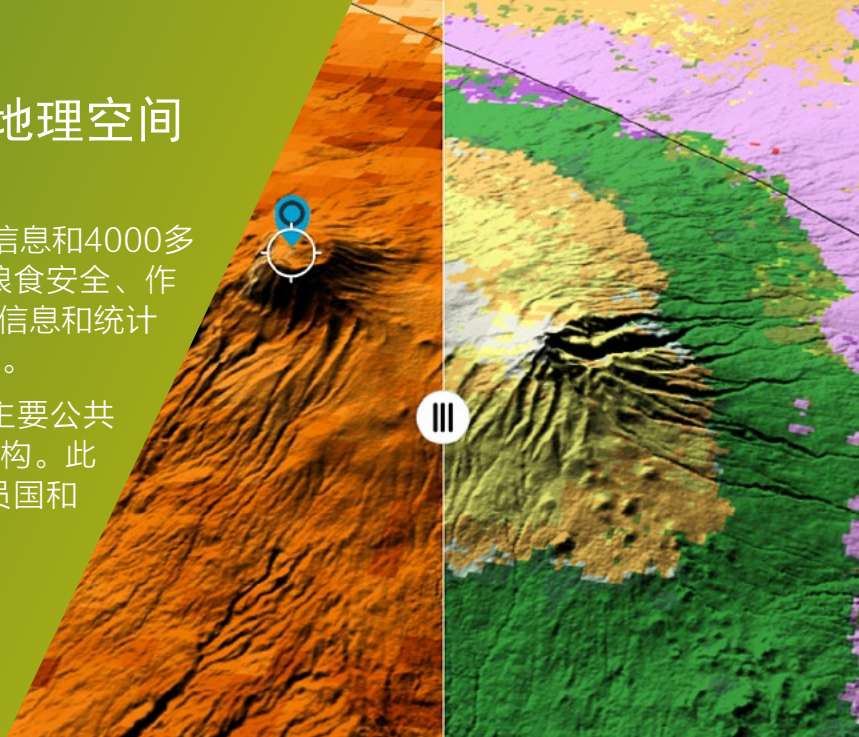 地理空间
信息和4000多
粮食安全、作
信息和统计
。
主要公共
构。此
员国和